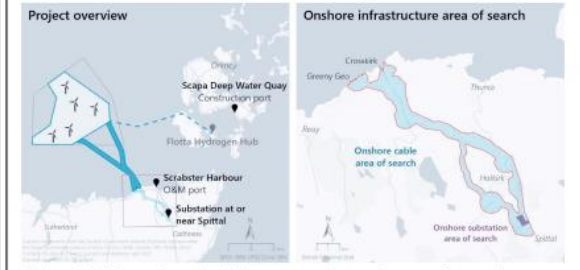 Project overview
Orkney
Scapa Deep Water Quay
Construction port
Flotta Hydrogen Hub
Scrabster Harbour
O&M port
Substation at or
near Spittal
Sutherland
Caithness
N
Onshore infrastructure area of search
Crosskirk
Greeny Geo
Thurso
Reay
Onshore cable
area of search
Halkirk
Onshore substation
area of search
Spittal
N